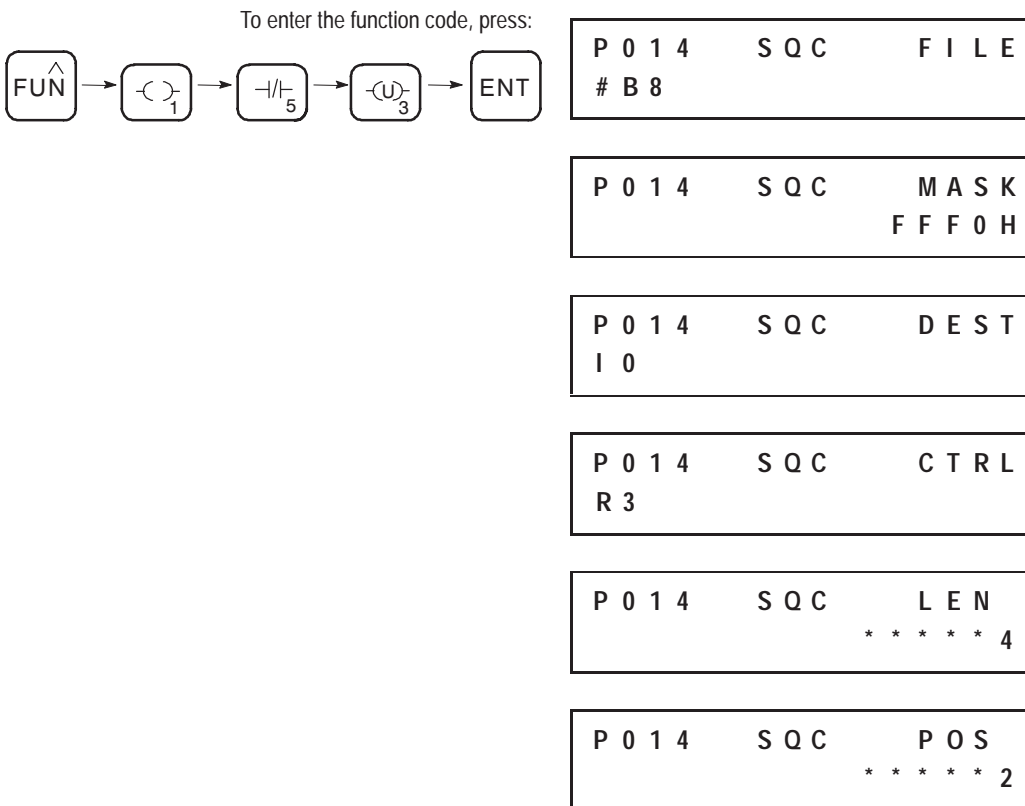 To enter the function code, press:
FUN ⊣( )⊢ 1 ⊣/⊢ 5 (U) 3 ENT
P014 SQC FILE
#B8
P014 SQC MASK
FFF0H
P014 SQC DEST
I0
P014 SQC CTRL
R3
P014 SQC LEN
*****4
P014 SQC POS
*****2